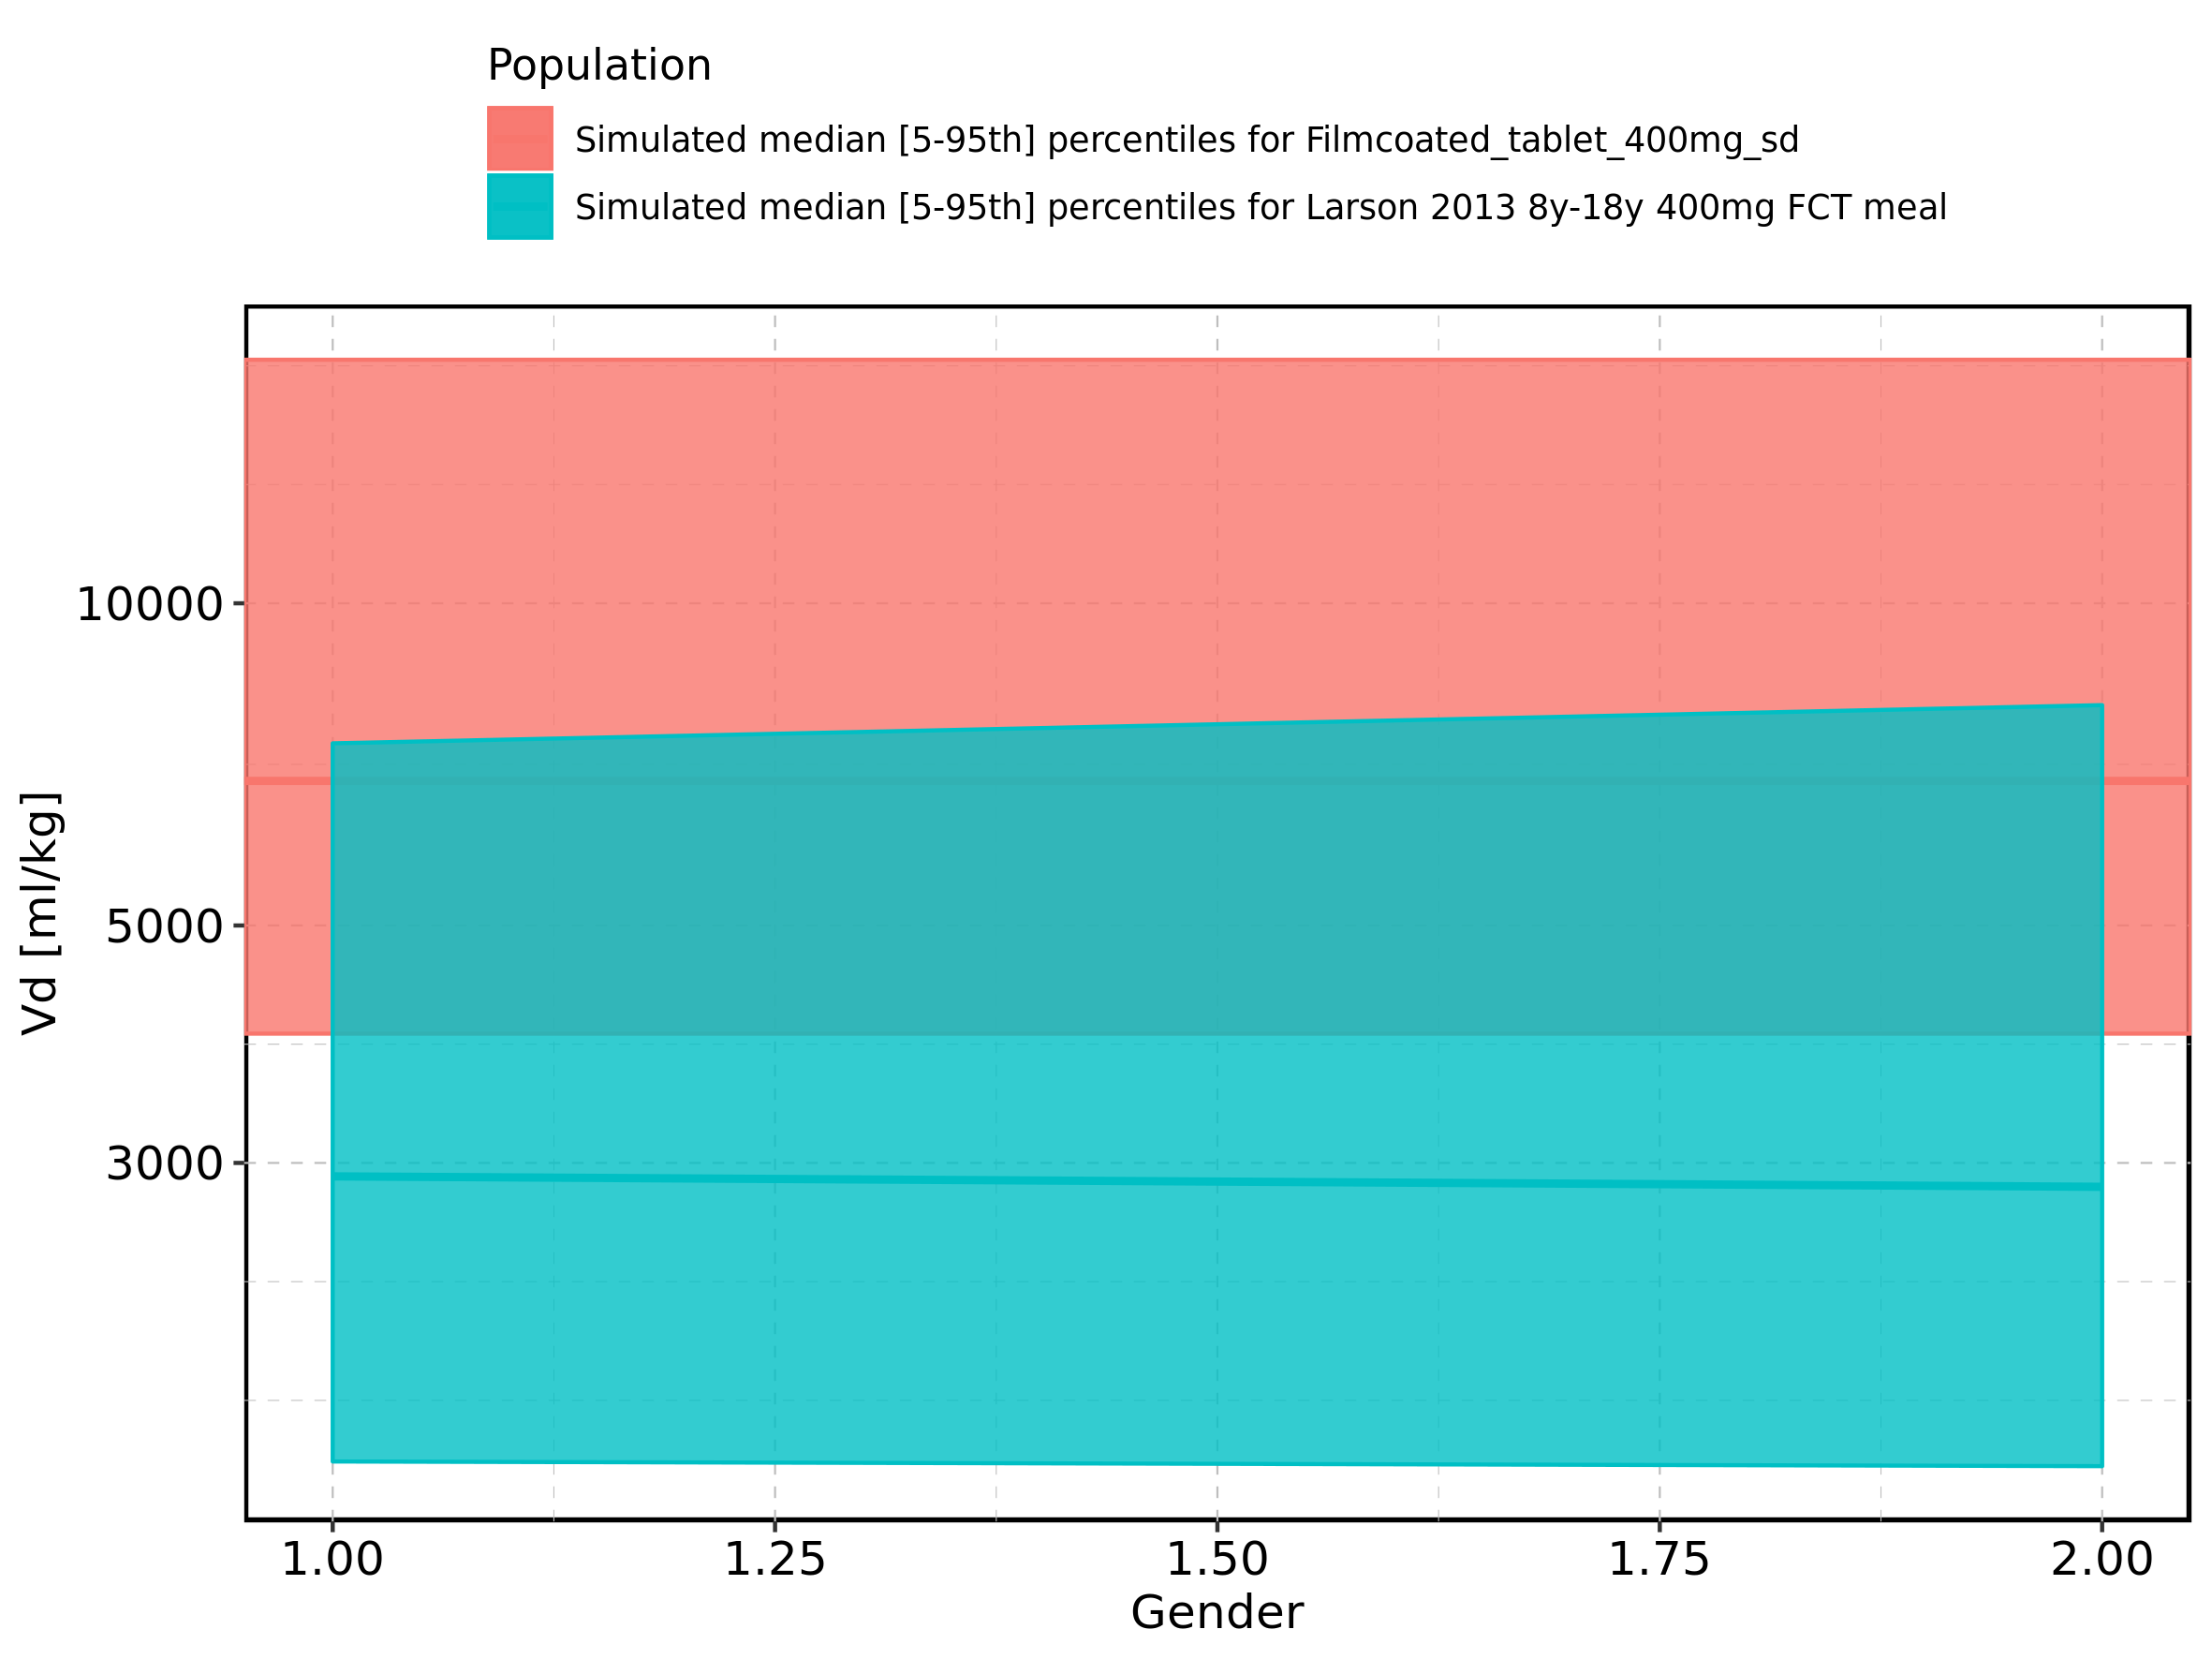 Population
Simulated median [5-95th] percentiles for Filmcoated_tablet_400mg_sd
Simulated median [5-95th] percentiles for Larson 2013 8y-18y 400mg FCT meal
10000
5000
3000
Vd [ml/kg]
1.00 1.25 1.50 1.75 2.00
Gender